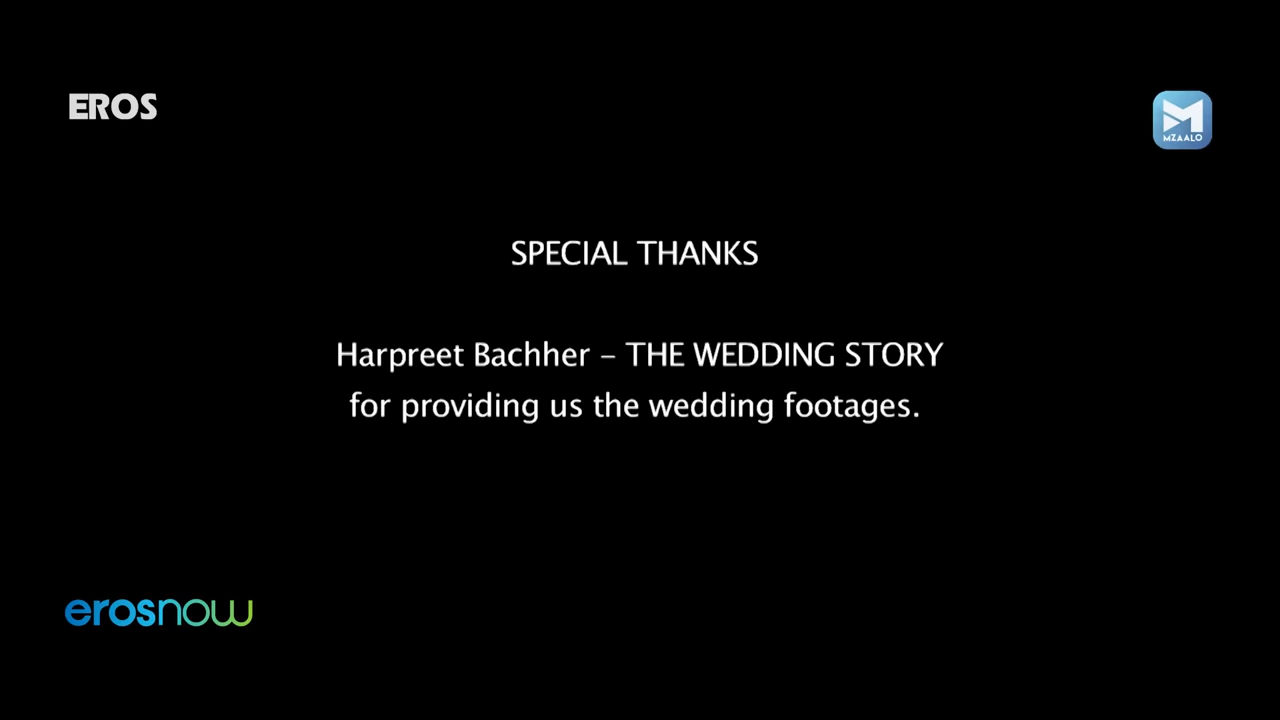 EROS
MZAALO
SPECIAL THANKS
Harpreet Bachher – THE WEDDING STORY
for providing us the wedding footages.
erosnow